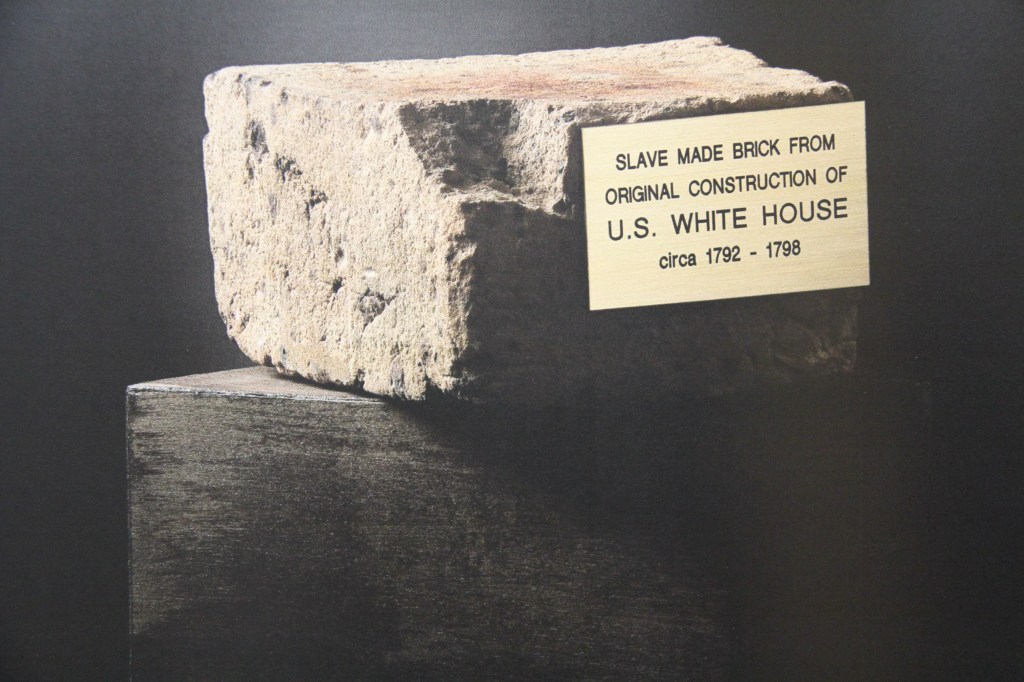 SLAVE MADE BRICK FROM
ORIGINAL CONSTRUCTION OF
U.S. WHITE HOUSE
circa 1792 - 1798